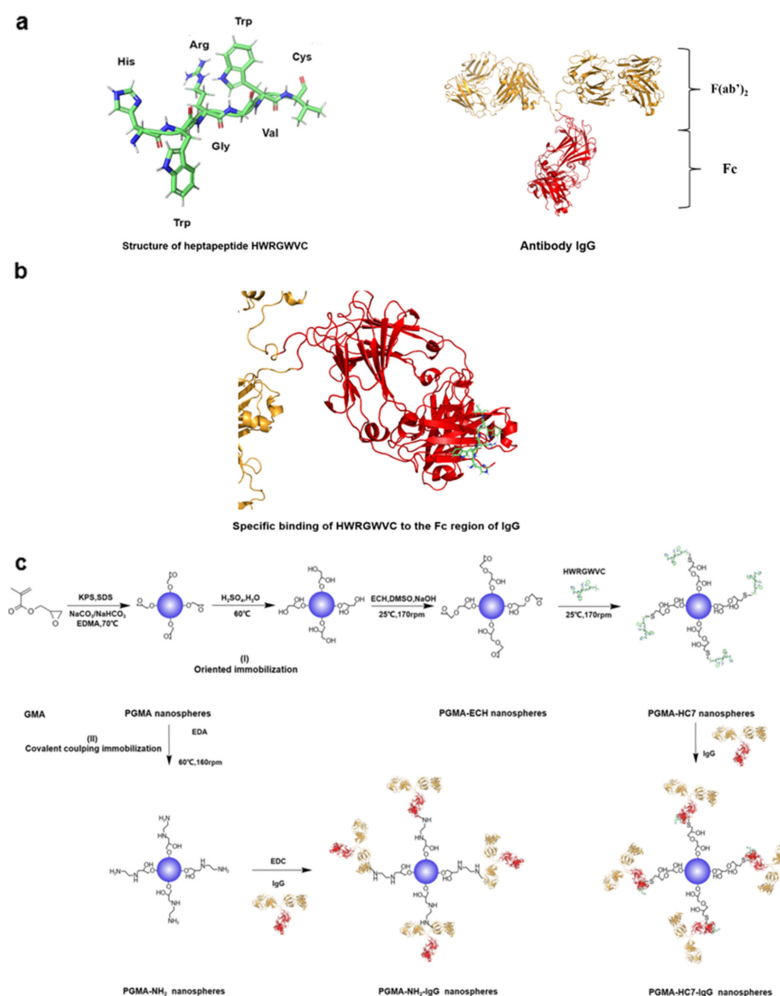 a
Trp
Arg
His
Cys
Val
Gly
Trp
Structure of heptapeptide HWRGWVC
F(ab')₂
Fc
Antibody IgG
b
Specific binding of HWRGWVC to the Fc region of IgG
c
KPS,SDS
NaCO₃/NaHCO₃
EDMA,70℃
H₂SO₄,H₂O
60℃
ECH,DMSO,NaOH
25℃,170rpm
HWRGWVC
25℃,170rpm
(I)
Oriented immobilization
GMA
PGMA nanospheres
PGMA-ECH nanospheres
PGMA-HC7 nanospheres
(II)
Covalent coulping immobilization
EDA
60℃,160rpm
IgG
EDC
IgG
PGMA-NH₂ nanospheres
PGMA-NH₂-IgG nanospheres
PGMA-HC7-IgG nanospheres